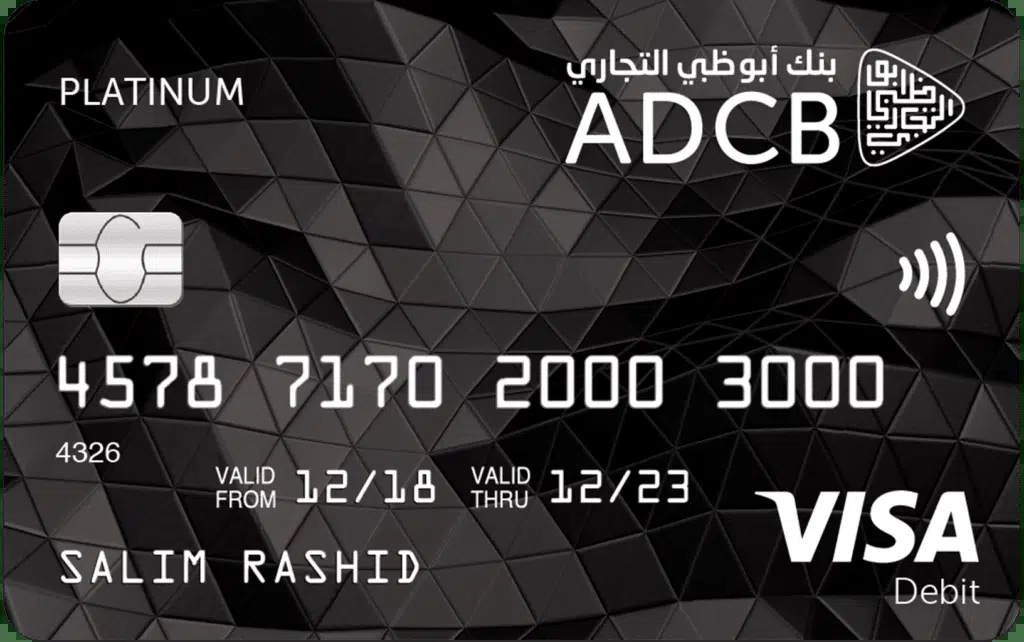 PLATINUM
بنك أبوظبي التجاري
ADCB
4578 7170 2000 3000
4326
VALID FROM 12/18 VALID THRU 12/23
SALIM RASHID
VISA
Debit